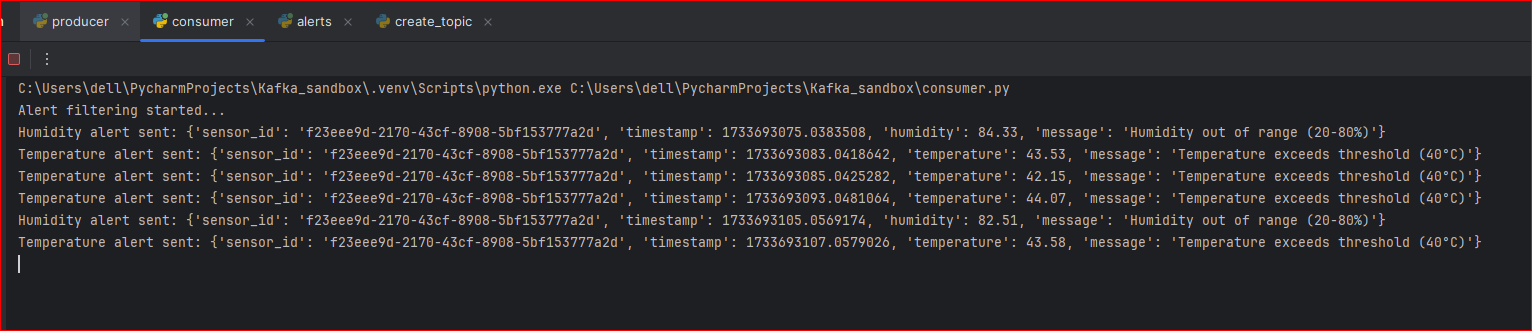 producer consumer alerts create_topic
C:\Users\dell\PycharmProjects\Kafka_sandbox\.venv\Scripts\python.exe C:\Users\dell\PycharmProjects\Kafka_sandbox\consumer.py
Alert filtering started...
Humidity alert sent: {'sensor_id': 'f23eee9d-2170-43cf-8908-5bf153777a2d', 'timestamp': 1733693075.0383508, 'humidity': 84.33, 'message': 'Humidity out of range (20-80%)'}
Temperature alert sent: {'sensor_id': 'f23eee9d-2170-43cf-8908-5bf153777a2d', 'timestamp': 1733693083.0418642, 'temperature': 43.53, 'message': 'Temperature exceeds threshold (40°C)'}
Temperature alert sent: {'sensor_id': 'f23eee9d-2170-43cf-8908-5bf153777a2d', 'timestamp': 1733693085.0425282, 'temperature': 42.15, 'message': 'Temperature exceeds threshold (40°C)'}
Temperature alert sent: {'sensor_id': 'f23eee9d-2170-43cf-8908-5bf153777a2d', 'timestamp': 1733693093.0481064, 'temperature': 44.07, 'message': 'Temperature exceeds threshold (40°C)'}
Humidity alert sent: {'sensor_id': 'f23eee9d-2170-43cf-8908-5bf153777a2d', 'timestamp': 1733693105.0569174, 'humidity': 82.51, 'message': 'Humidity out of range (20-80%)'}
Temperature alert sent: {'sensor_id': 'f23eee9d-2170-43cf-8908-5bf153777a2d', 'timestamp': 1733693107.0579026, 'temperature': 43.58, 'message': 'Temperature exceeds threshold (40°C)'}